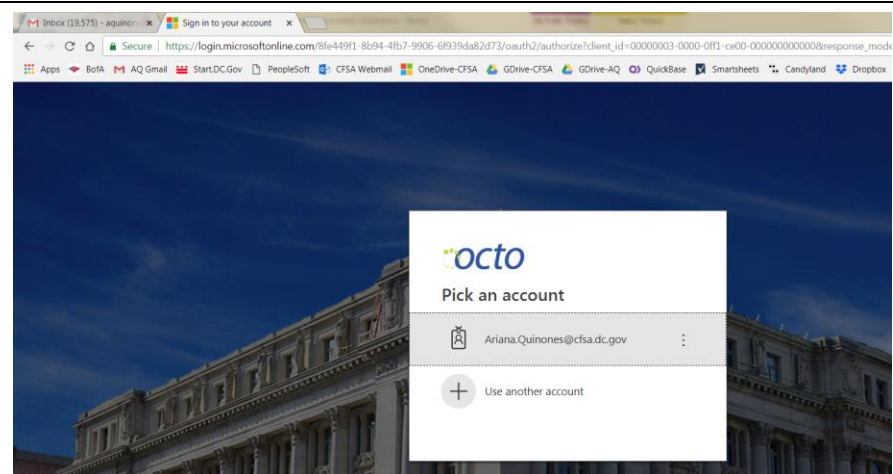 Inbox (19,575) - aquinon
Sign in to your account
Secure | https://login.microsoftonline.com/8fe449f1-8b94-4fb7-9906-6f939da82d73/oauth2/authorize?client_id=00000003-0000-0ff1-ce00-000000000000&response_mode
Apps BofA AQ Gmail Start.DC.Gov PeopleSoft CFSA Webmail OneDrive-CFSA GDrive-CFSA GDrive-AQ QuickBase Smartsheets Candyland Dropbox
octo
Pick an account
Ariana.Quinones@cfsa.dc.gov
Use another account